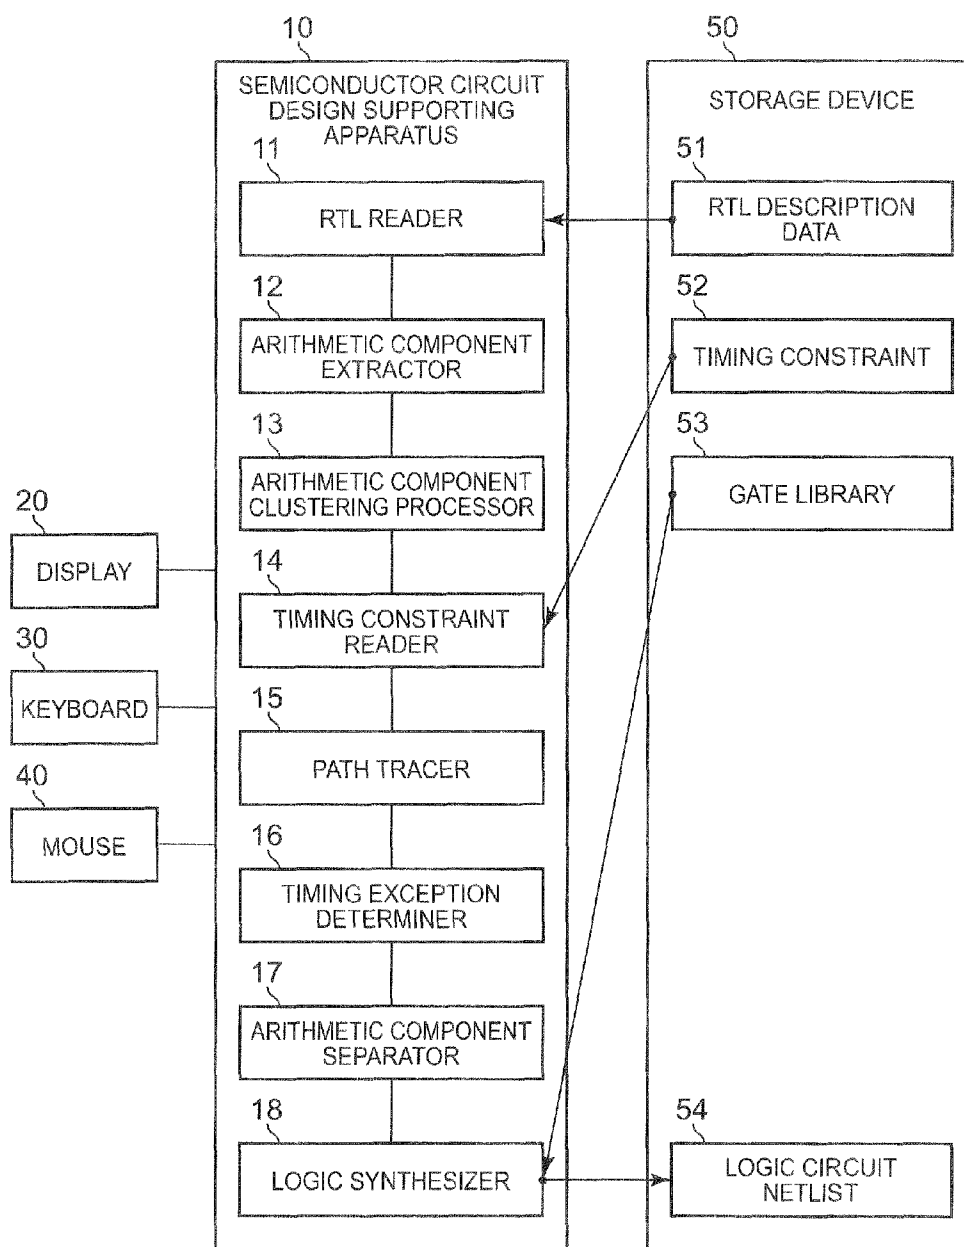 10
SEMICONDUCTOR CIRCUIT
DESIGN SUPPORTING
APPARATUS
11
RTL READER
12
ARITHMETIC COMPONENT
EXTRACTOR
13
ARITHMETIC COMPONENT
CLUSTERING PROCESSOR
14
TIMING CONSTRAINT
READER
15
PATH TRACER
16
TIMING EXCEPTION
DETERMINER
17
ARITHMETIC COMPONENT
SEPARATOR
18
LOGIC SYNTHESIZER
20
DISPLAY
30
KEYBOARD
40
MOUSE
50
STORAGE DEVICE
51
RTL DESCRIPTION
DATA
52
TIMING CONSTRAINT
53
GATE LIBRARY
54
LOGIC CIRCUIT
NETLIST